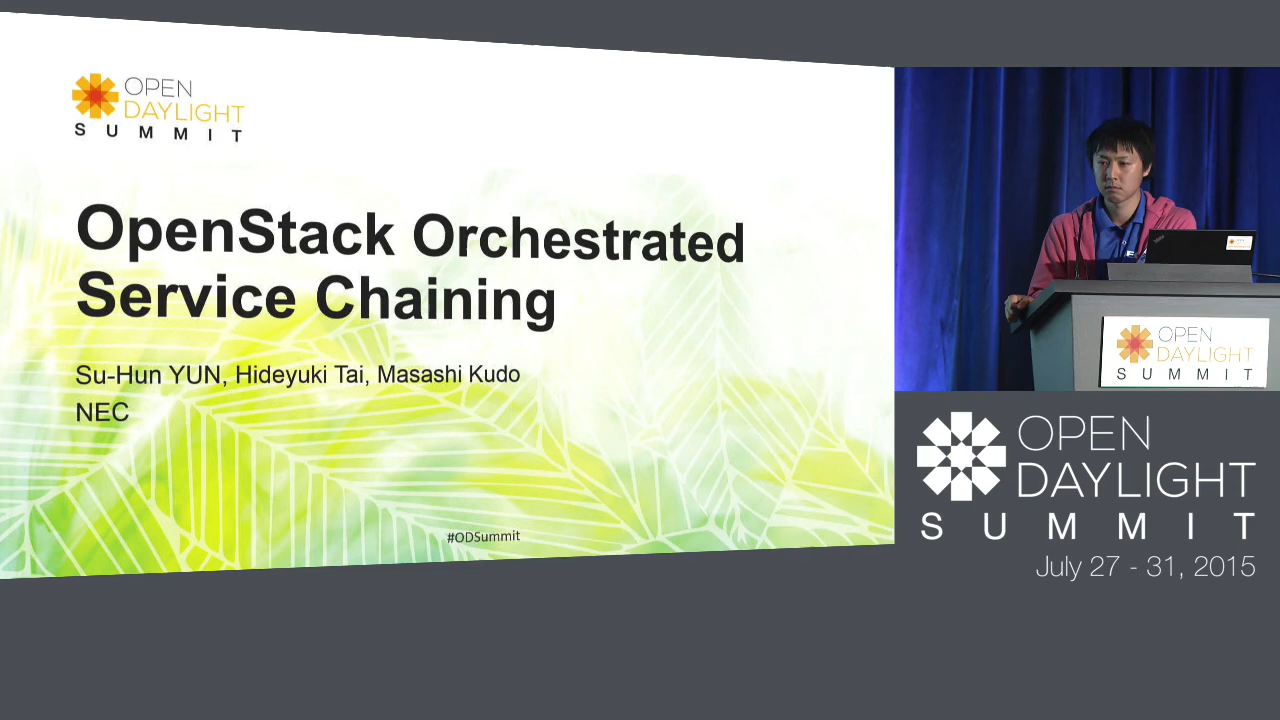 OPEN
DAYLIGHT
SUMMIT
OpenStack Orchestrated
Service Chaining
Su-Hun YUN, Hideyuki Tai, Masashi Kudo
NEC
#ODSummit
OPEN
DAYLIGHT
SUMMIT
OPEN
DAYLIGHT
SUMMIT
July 27 - 31, 2015